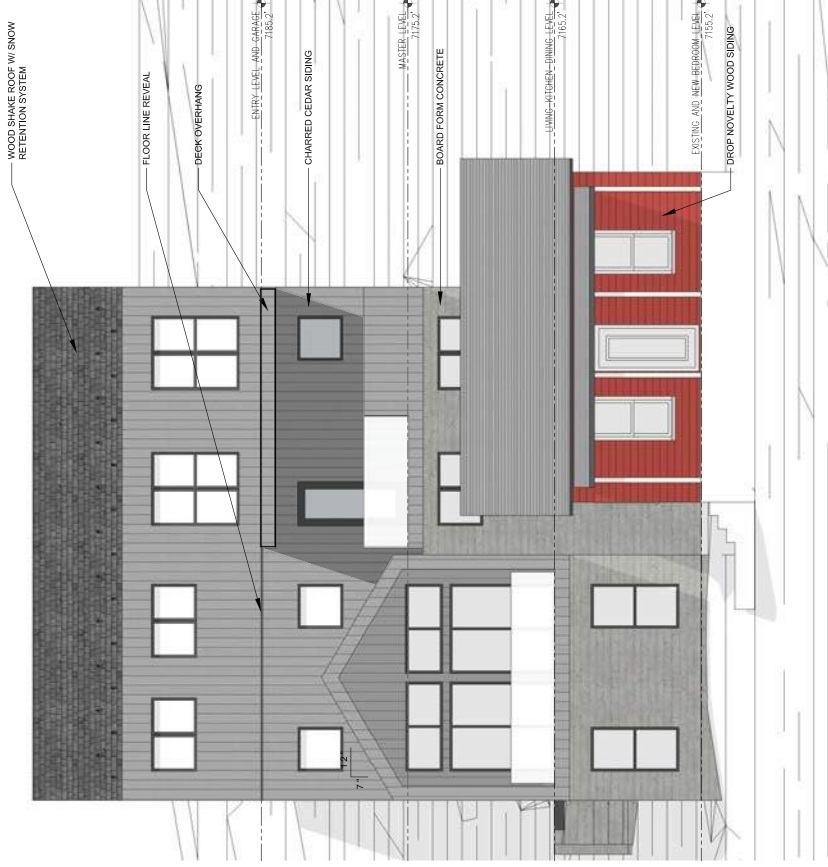 WOOD SHAKE ROOF W/ SNOW
RETENTION SYSTEM
FLOOR LINE REVEAL
DECK OVERHANG
CHARRED CEDAR SIDING
BOARD FORM CONCRETE
DROP NOVELTY WOOD SIDING
ENTRY LEVEL AND GARAGE
7185.2'
MASTER LEVEL
7175.2'
LIVING-KITCHEN-DINING LEVEL
7165.2'
EXISTING AND NEW BEDROOM LEVEL
7155.2'
12"
7"